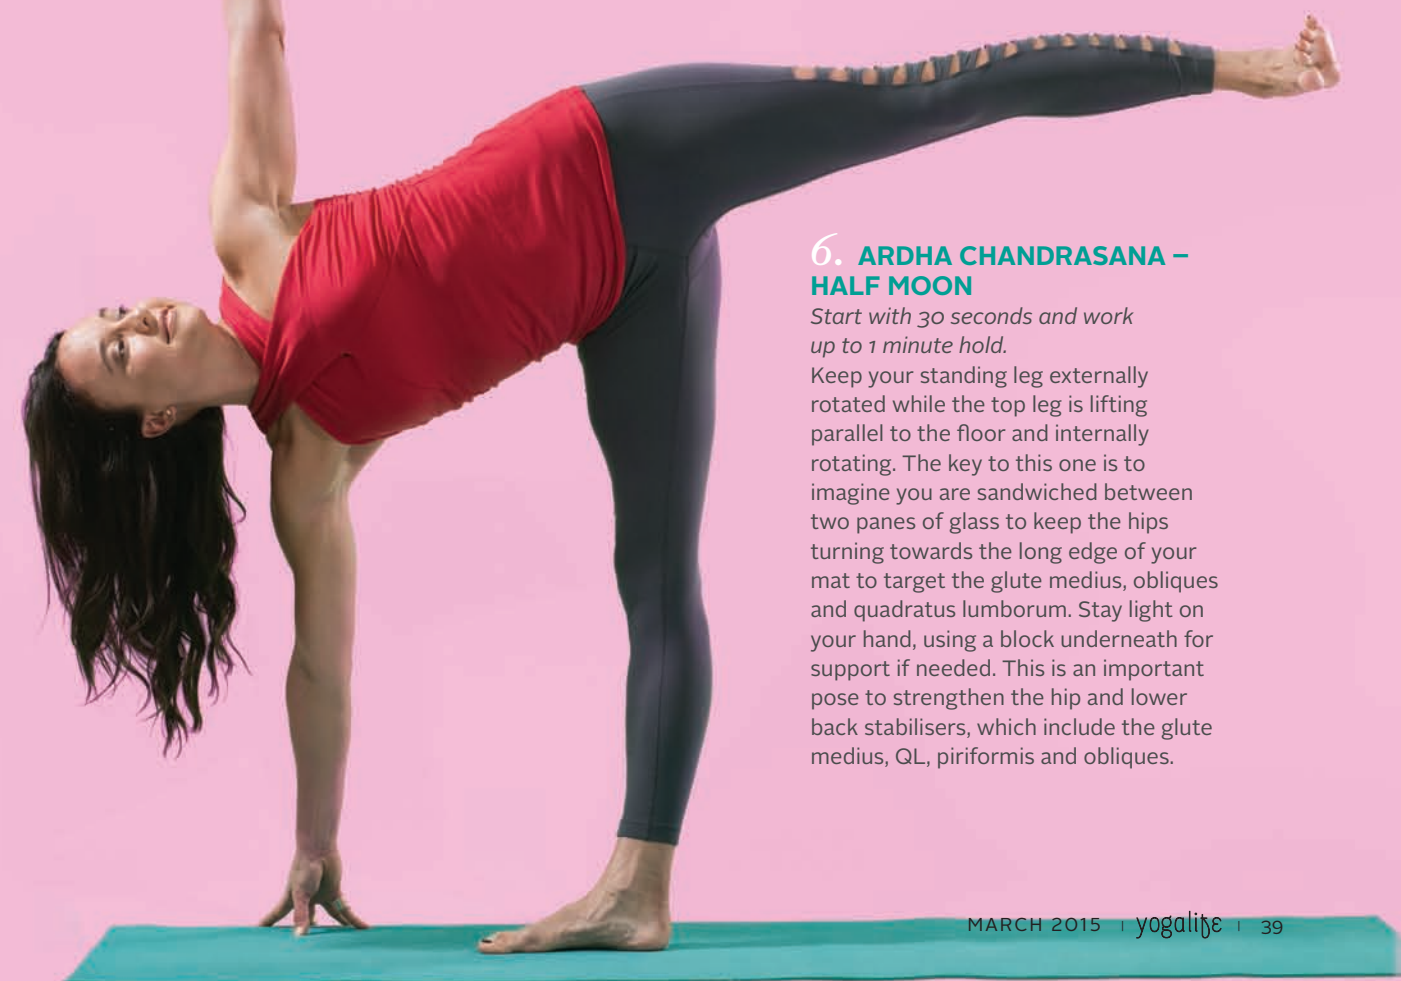 6. ARDHA CHANDRASANA –
HALF MOON
Start with 30 seconds and work
up to 1 minute hold.
Keep your standing leg externally
rotated while the top leg is lifting
parallel to the floor and internally
rotating. The key to this one is to
imagine you are sandwiched between
two panes of glass to keep the hips
turning towards the long edge of your
mat to target the glute medius, obliques
and quadratus lumborum. Stay light on
your hand, using a block underneath for
support if needed. This is an important
pose to strengthen the hip and lower
back stabilisers, which include the glute
medius, QL, piriformis and obliques.
MARCH 2015 | yogalife | 39